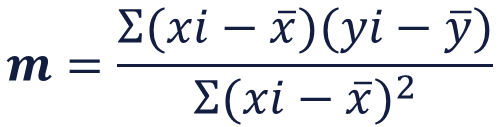 m = Σ(xi − x̄)(yi − ȳ) / Σ(xi − x̄)²